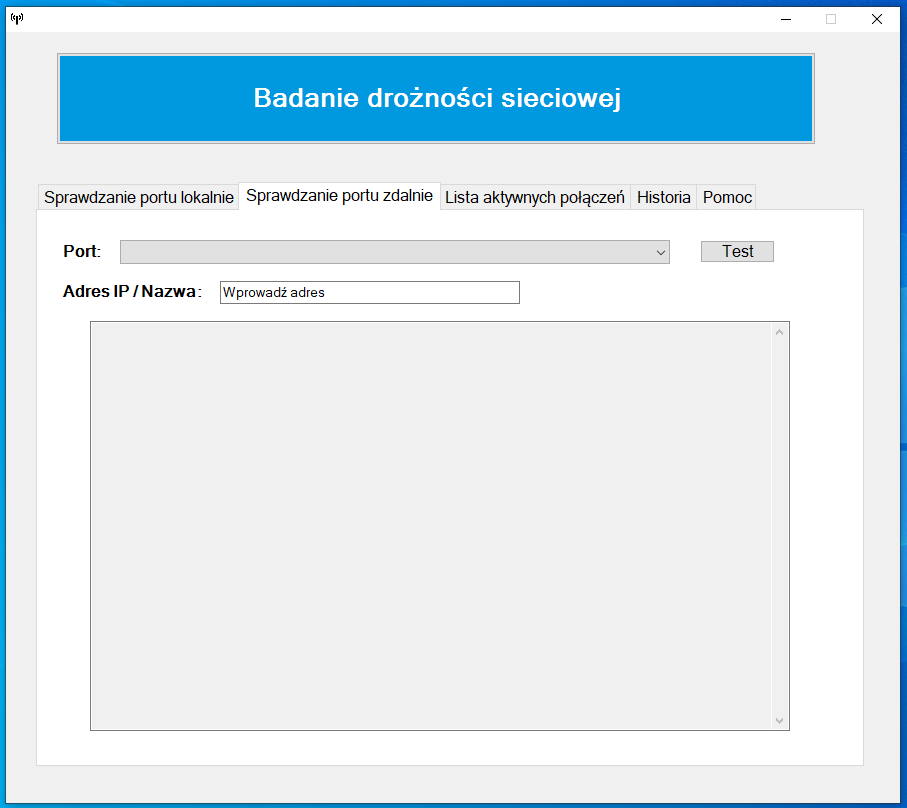 Badanie drożności sieciowej
Sprawdzanie portu lokalnie Sprawdzanie portu zdalnie Lista aktywnych połączeń Historia Pomoc
Port: Test
Adres IP / Nazwa: Wprowadź adres